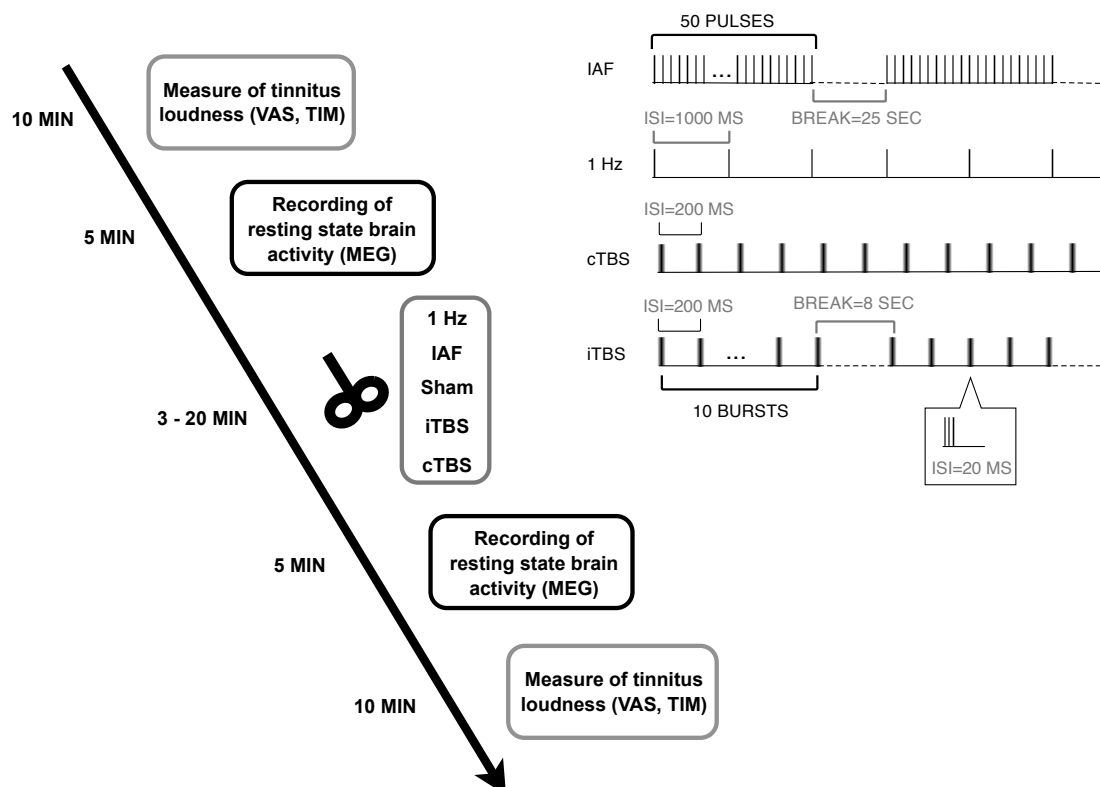 10 MIN
Measure of tinnitus
loudness (VAS, TIM)
5 MIN
Recording of
resting state brain
activity (MEG)
3 - 20 MIN
1 Hz
IAF
Sham
iTBS
cTBS
5 MIN
Recording of
resting state brain
activity (MEG)
10 MIN
Measure of tinnitus
loudness (VAS, TIM)
50 PULSES
IAF
...
ISI=1000 MS
BREAK=25 SEC
1 Hz
ISI=200 MS
cTBS
ISI=200 MS
BREAK=8 SEC
iTBS
...
10 BURSTS
ISI=20 MS